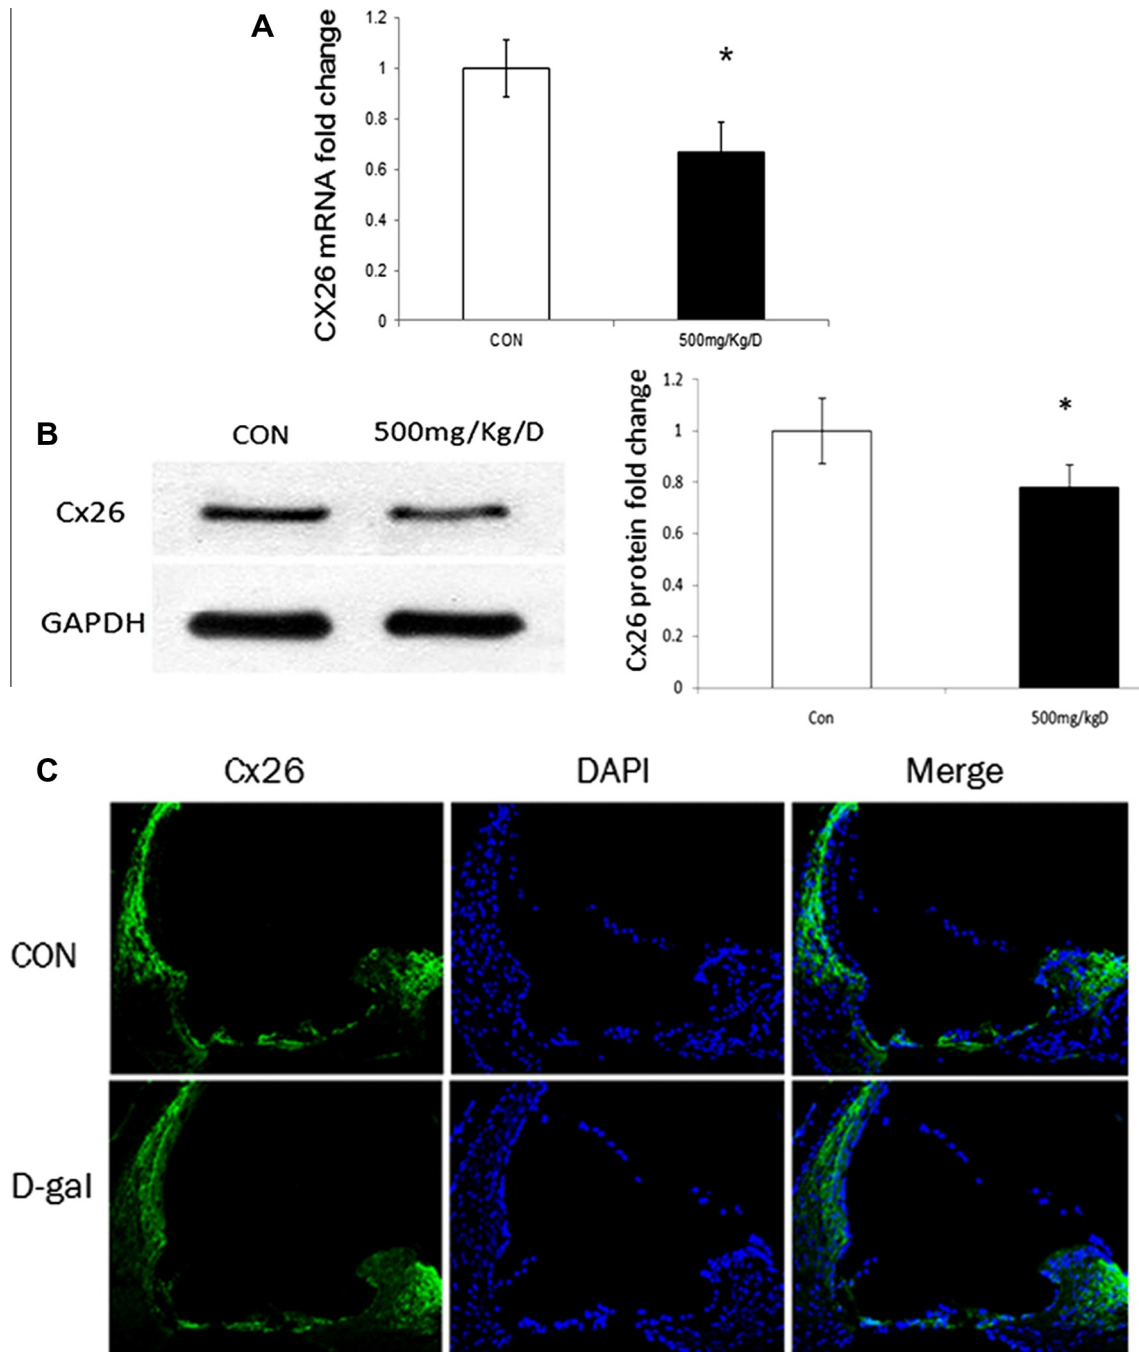 A
CX26 mRNA fold change
1.2
1
0.8
0.6
0.4
0.2
0
*
CON
500mg/Kg/D
B
CON
500mg/Kg/D
Cx26
GAPDH
Cx26 protein fold change
1.2
1
0.8
0.6
0.4
0.2
0
*
Con
500mg/kgD
C
Cx26
DAPI
Merge
CON
D-gal